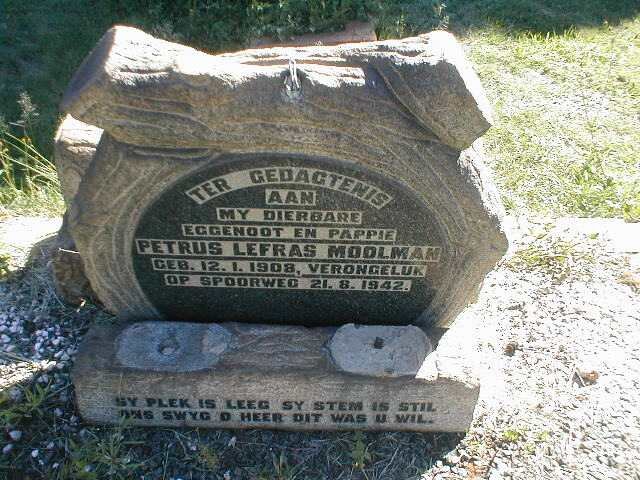 TER GEDAGTENIS
AAN
MY DIERBARE
EGGENOOT EN PAPPIE
PETRUS LEFRAS MOOLMAN
GEB. 12.1.1908, VERONGELUK
OP SPOORWEG 21.8.1942.
SY PLEK IS LEEG SY STEM IS STIL
ONS SWYG O HEER DIT WAS U WIL.